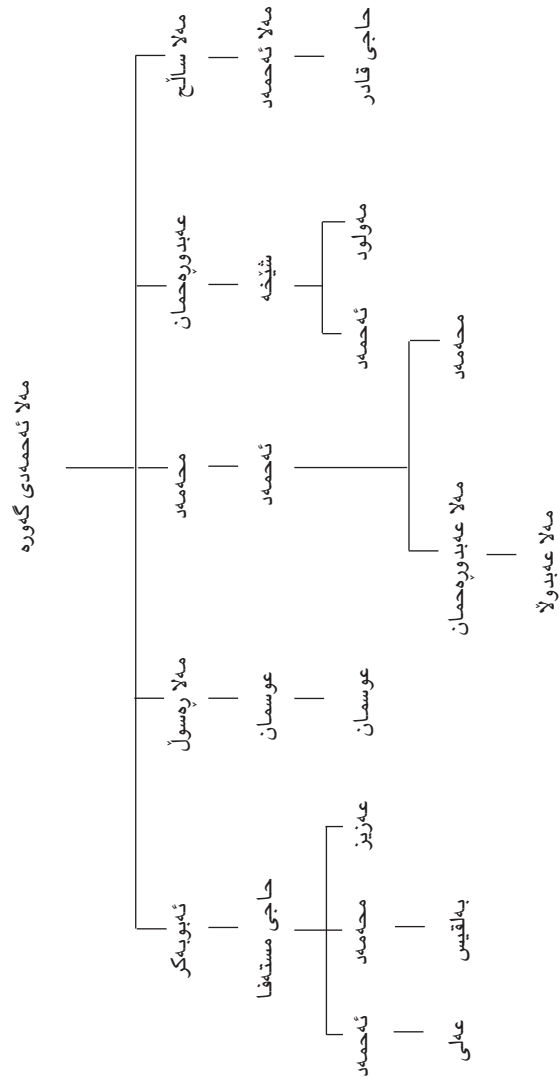 مەلا ئەحمەدی گەورە
مەلا ساڵح
عەبدوڕەحمان
محەمەد
مەلا ڕەسوڵ
ئەبوبەکر
مەلا ئەحمەد
شێخە
ئەحمەد
عوسمان
حاجی مستەفا
حاجی قادر
مەولود
ئەحمەد
عوسمان
عەزیز
محەمەد
ئەحمەد
محەمەد
مەلا عەبدوڕەحمان
بەلقیس
عەلی
مەلا عەبدوڵا